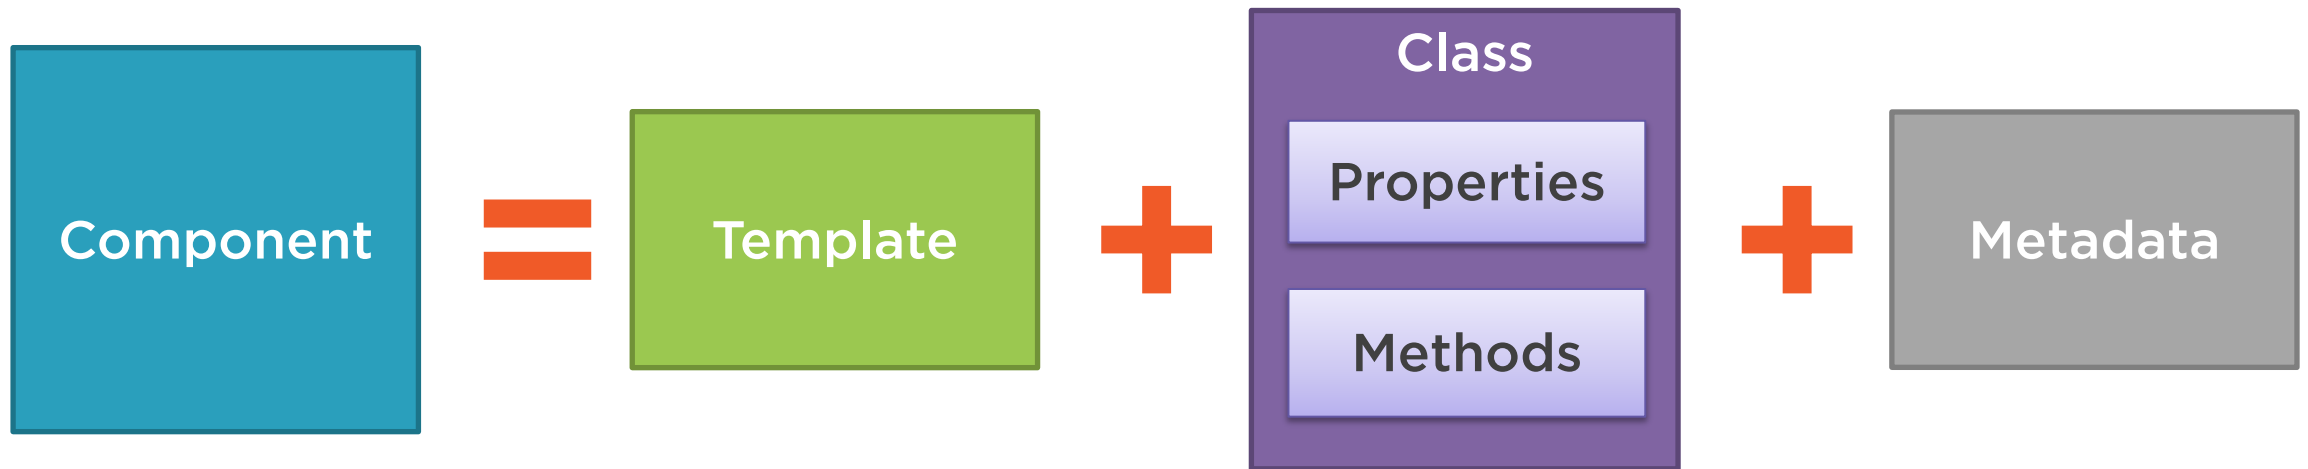 Component
Template
Class
Properties
Methods
Metadata